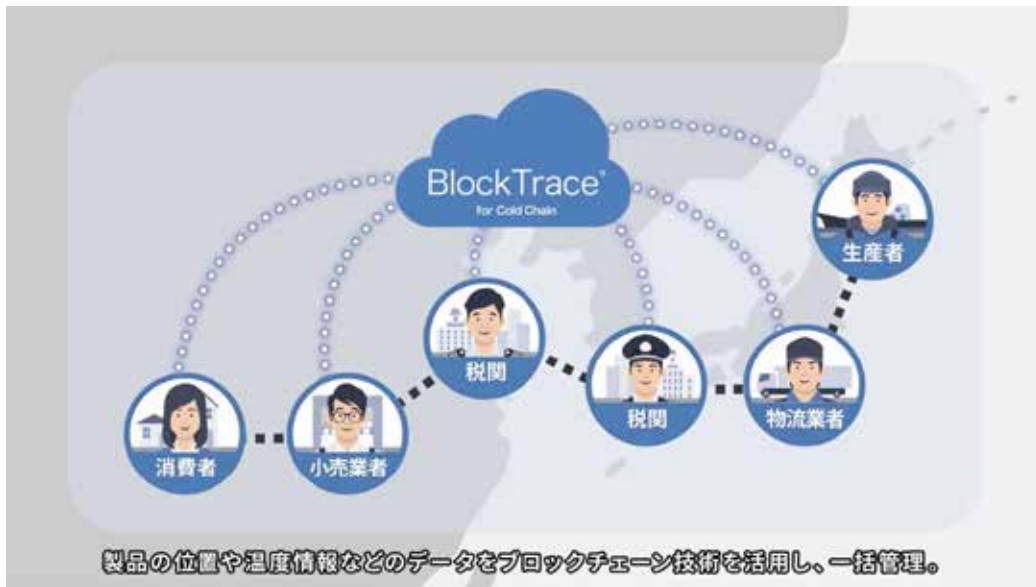 BlockTrace®
for Cold Chain
生産者
税関
税関
物流業者
消費者
小売業者
製品の位置や温度情報などのデータをブロックチェーン技術を活用し、一括管理。